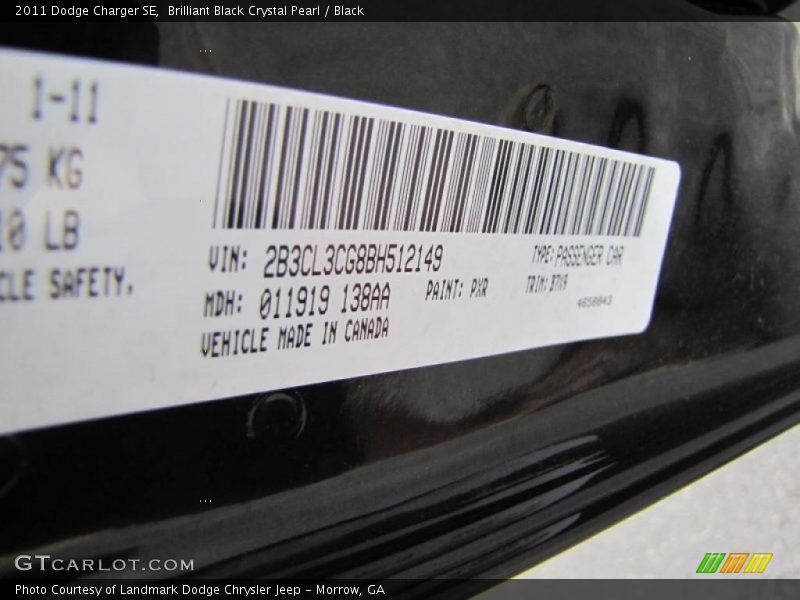 2011 Dodge Charger SE,  Brilliant Black Crystal Pearl / Black
1-11
75 KG
10 LB
CLE SAFETY.
VIN: 2B3CL3CG8BH512149
TYPE: PASSENGER CAR
MDH: 011919 138AA
PAINT: PXR
TRIM: B7X9
VEHICLE MADE IN CANADA
4658043
GTCARLOT.COM
Photo Courtesy of Landmark Dodge Chrysler Jeep - Morrow, GA